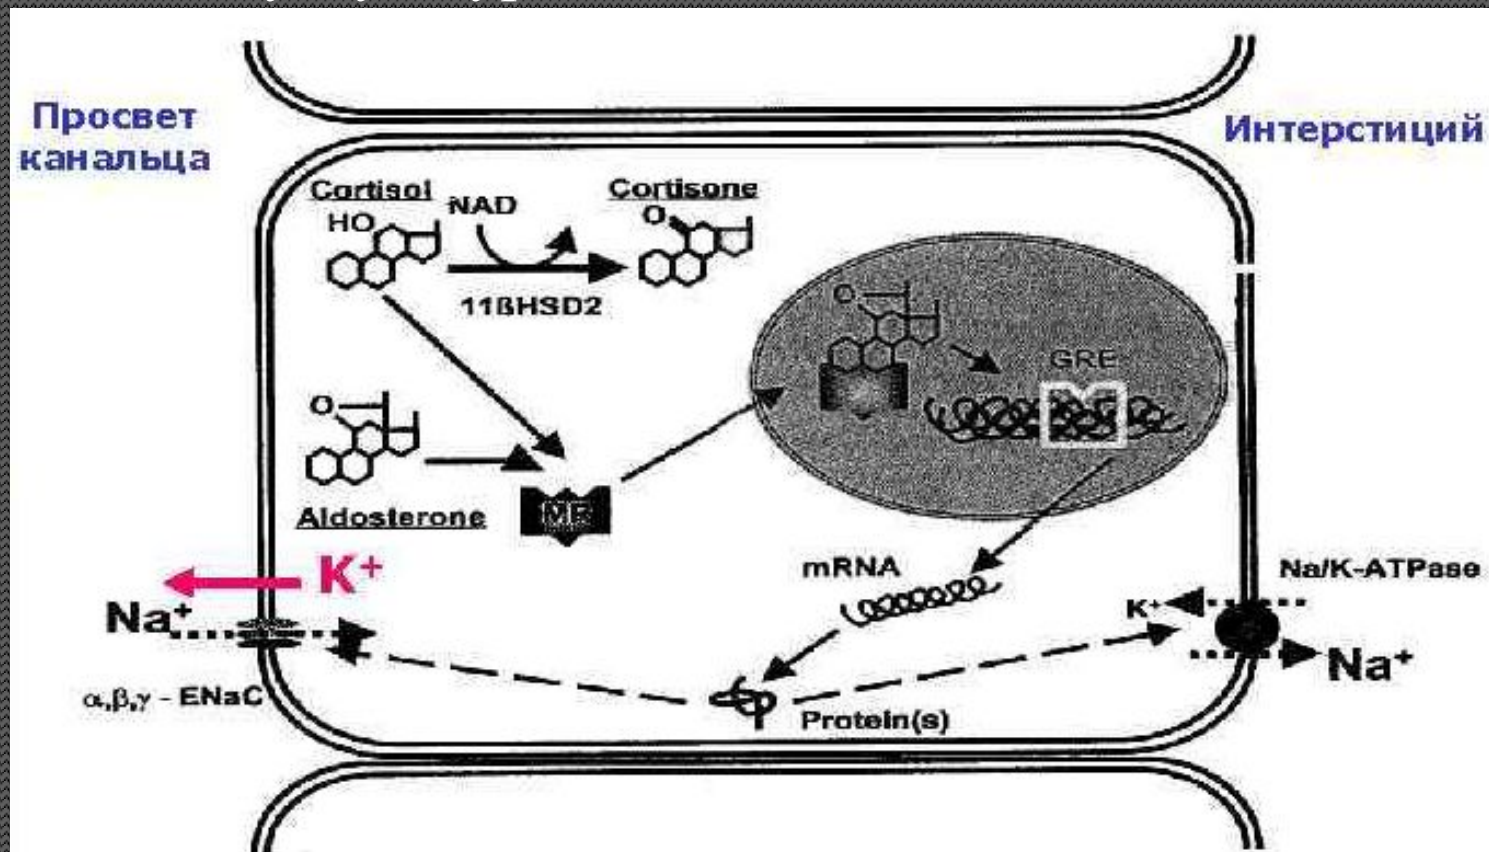 Просвет
канальца
Интерстиций
Cortisol
NAD
Cortisone
HO
O
11ßHSD2
O
GRE
O
MR
Aldosterone
K⁺
mRNA
Na/K-ATPase
Na⁺
K⁺
Na⁺
α,β,γ - ENaC
Protein(s)